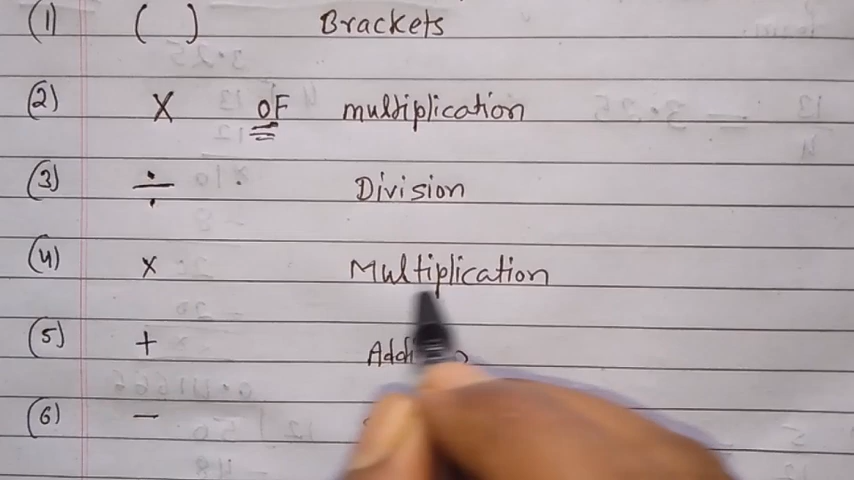 (1) ( ) Brackets
(2) X OF multiplication
(3) ÷ Division
(4) x Multiplication
(5) +
(6) −